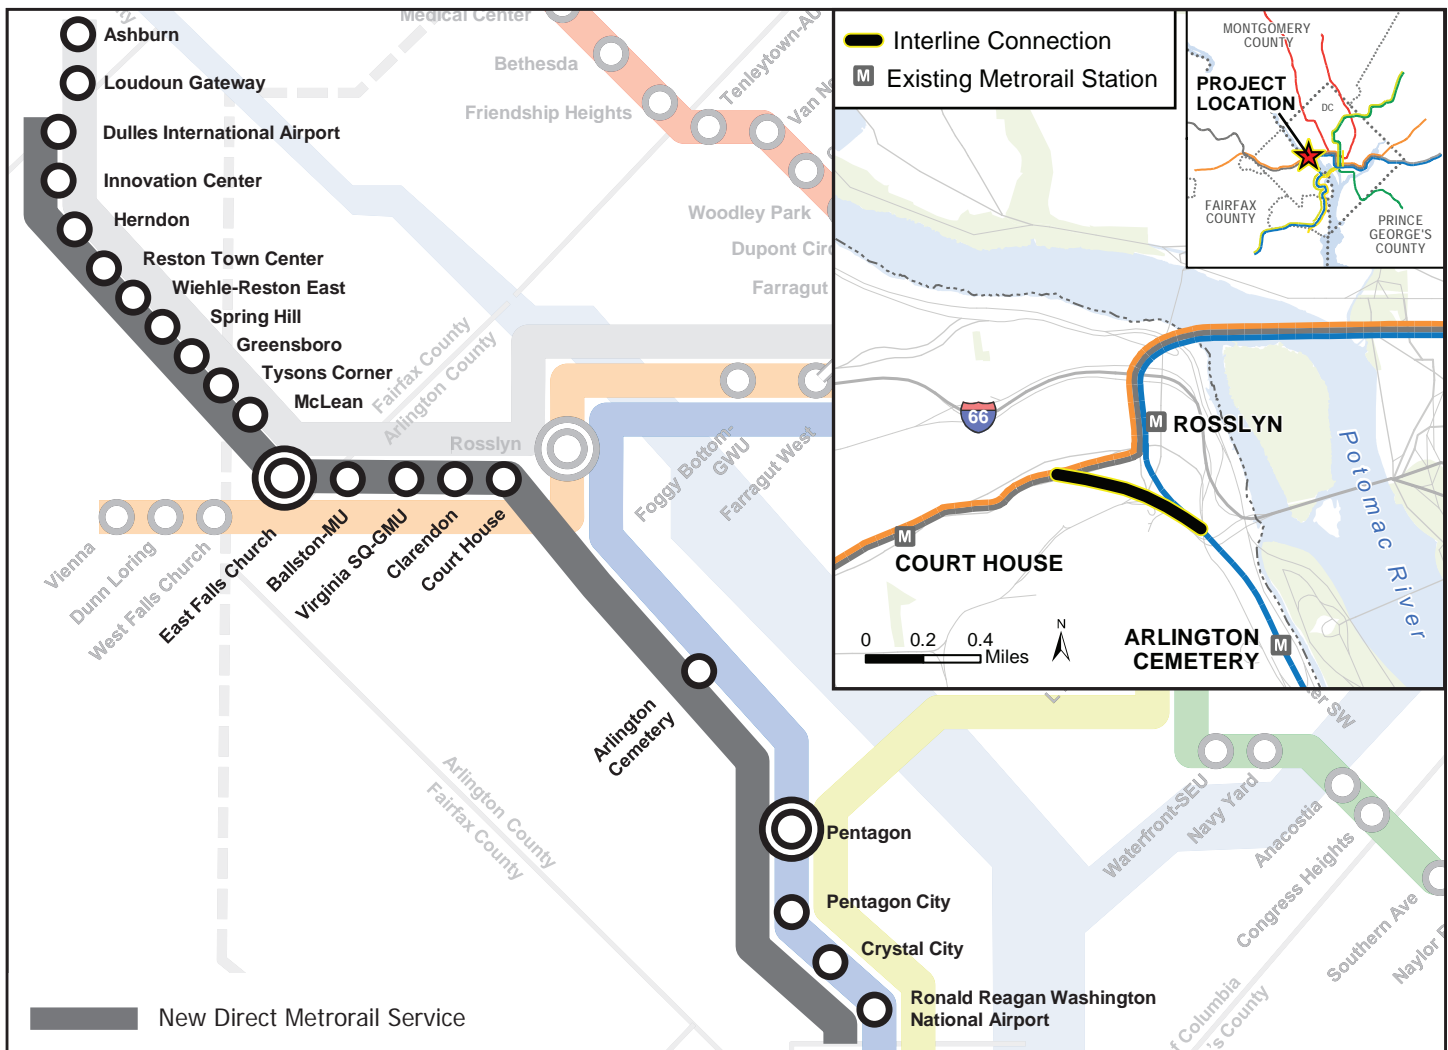 Ashburn
Loudoun Gateway
Dulles International Airport
Innovation Center
Herndon
Reston Town Center
Wiehle-Reston East
Spring Hill
Greensboro
Tysons Corner
McLean
Medical Center
Bethesda
Friendship Heights
Tenleytown-AU
Woodley Park
Dupont
Farragut
Fairfax County
Arlington County
Rosslyn
Foggy Bottom-
GWU
Farragut West
Vienna
Dunn Loring
West Falls Church
East Falls Church
Ballston-MU
Virginia SQ-GMU
Clarendon
Court House
Arlington
Cemetery
Arlington County
Fairfax County
Pentagon
Pentagon City
Crystal City
Ronald Reagan Washington
National Airport
Waterfront-SEU
Navy Yard
Anacostia
Congress Heights
Southern Ave
Naylor
SW
of Columbia
's County
New Direct Metrorail Service
Interline Connection
M Existing Metrorail Station
MONTGOMERY
COUNTY
PROJECT
LOCATION
DC
FAIRFAX
COUNTY
PRINCE
GEORGE'S
COUNTY
66
M ROSSLYN
M
COURT HOUSE
ARLINGTON
CEMETERY
M
Potomac River
0 0.2 0.4
Miles
N